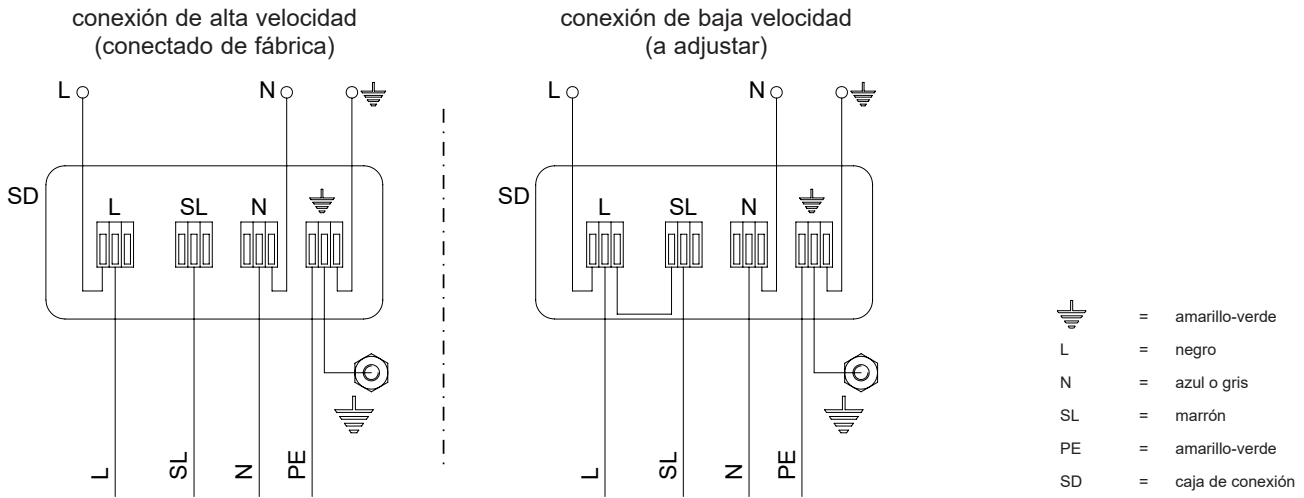 conexión de alta velocidad
(conectado de fábrica)
L
N
SD
L
SL
N
L
SL
N
PE
conexión de baja velocidad
(a adjustar)
L
N
SD
L
SL
N
L
SL
N
PE
= amarillo-verde
L = negro
N = azul o gris
SL = marrón
PE = amarillo-verde
SD = caja de conexión